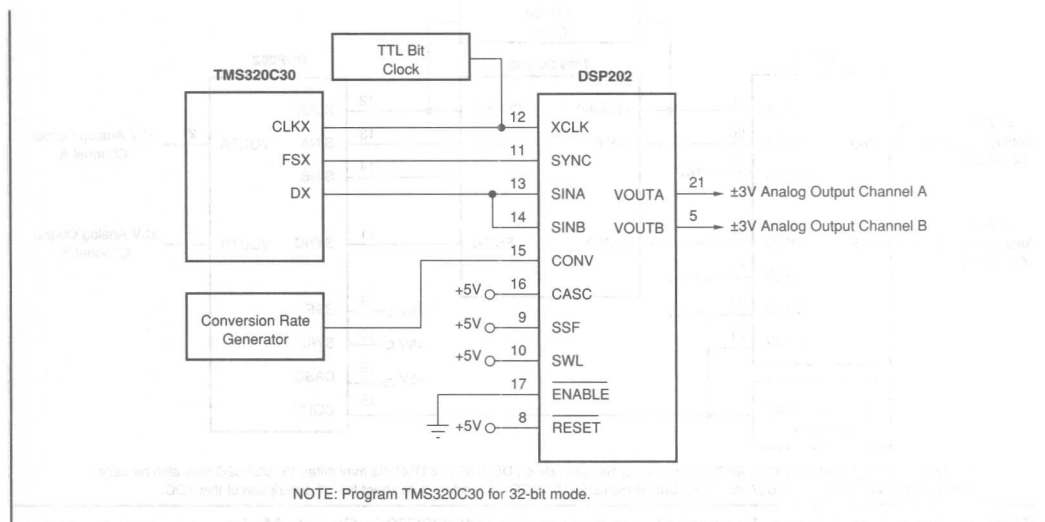 TTL Bit
Clock
TMS320C30
DSP202
CLKX
12
XCLK
FSX
11
SYNC
DX
13
SINA
VOUTA
21
±3V Analog Output Channel A
14
SINB
VOUTB
5
±3V Analog Output Channel B
15
CONV
+5V
16
CASC
Conversion Rate
Generator
+5V
9
SSF
+5V
10
SWL
17
ENABLE
+5V
8
RESET
NOTE: Program TMS320C30 for 32-bit mode.